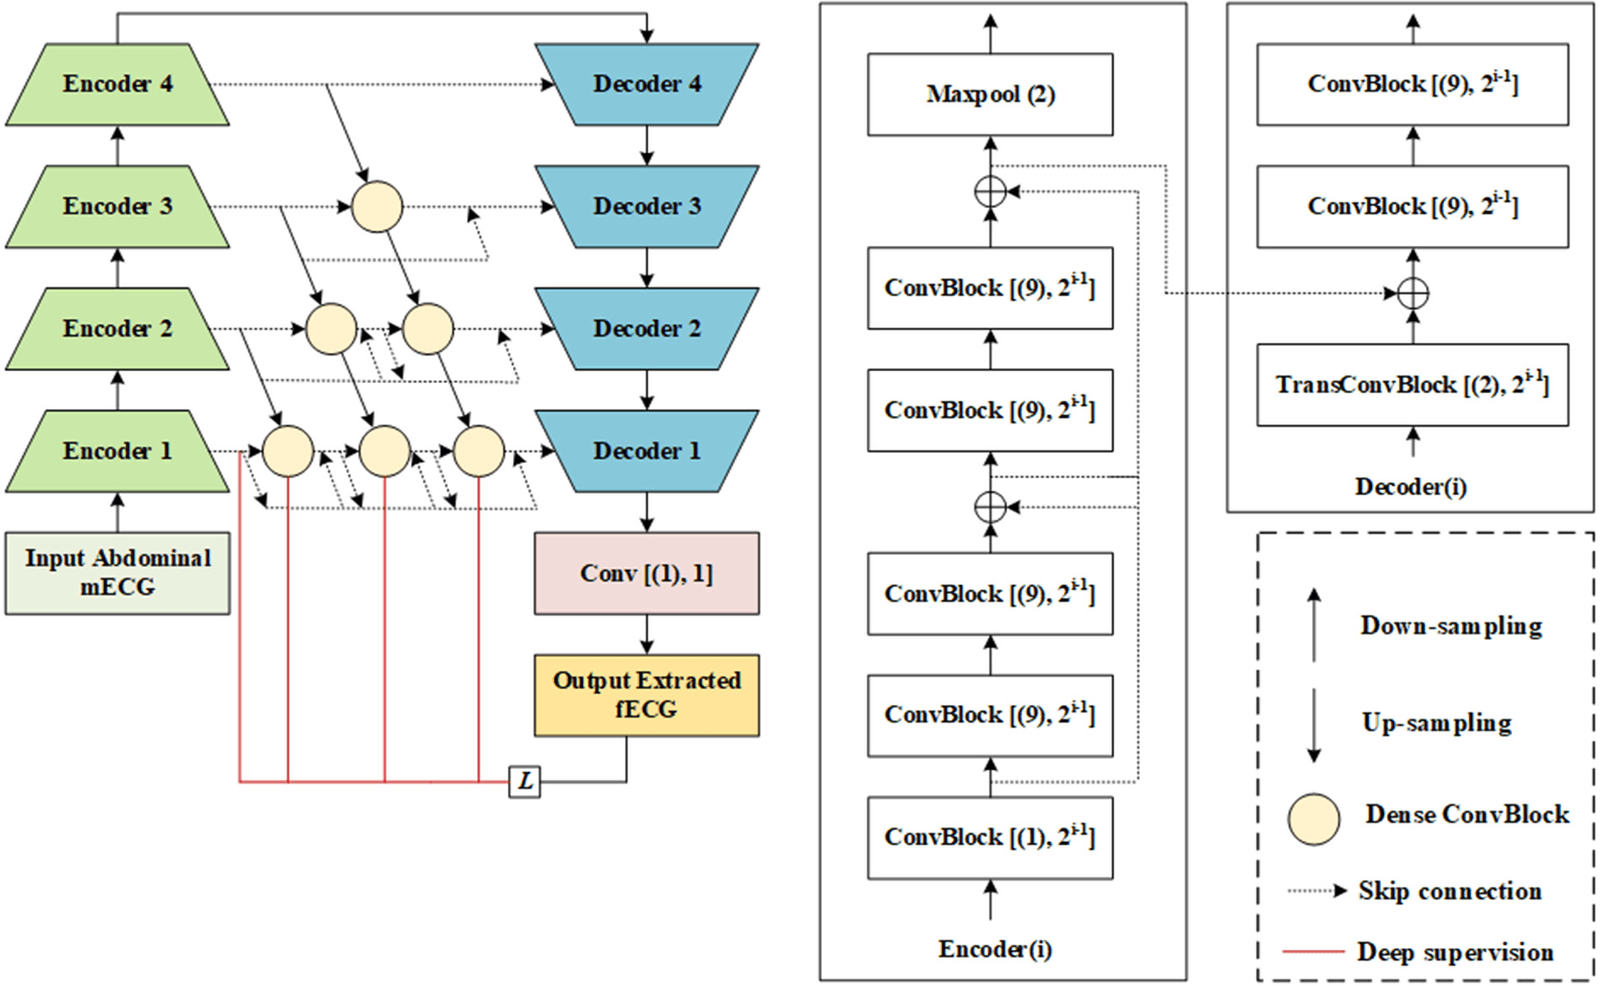 Encoder 4
Decoder 4
Encoder 3
Decoder 3
Encoder 2
Decoder 2
Encoder 1
Decoder 1
Input Abdominal
mECG
Conv [(1), 1]
Output Extracted
fECG
L
Maxpool (2)
ConvBlock [(9), 2^{i-1}]
ConvBlock [(9), 2^{i-1}]
ConvBlock [(9), 2^{i-1}]
ConvBlock [(9), 2^{i-1}]
ConvBlock [(1), 2^{i-1}]
Encoder(i)
ConvBlock [(9), 2^{i-1}]
ConvBlock [(9), 2^{i-1}]
TransConvBlock [(2), 2^{i-1}]
Decoder(i)
Down-sampling
Up-sampling
Dense ConvBlock
Skip connection
Deep supervision